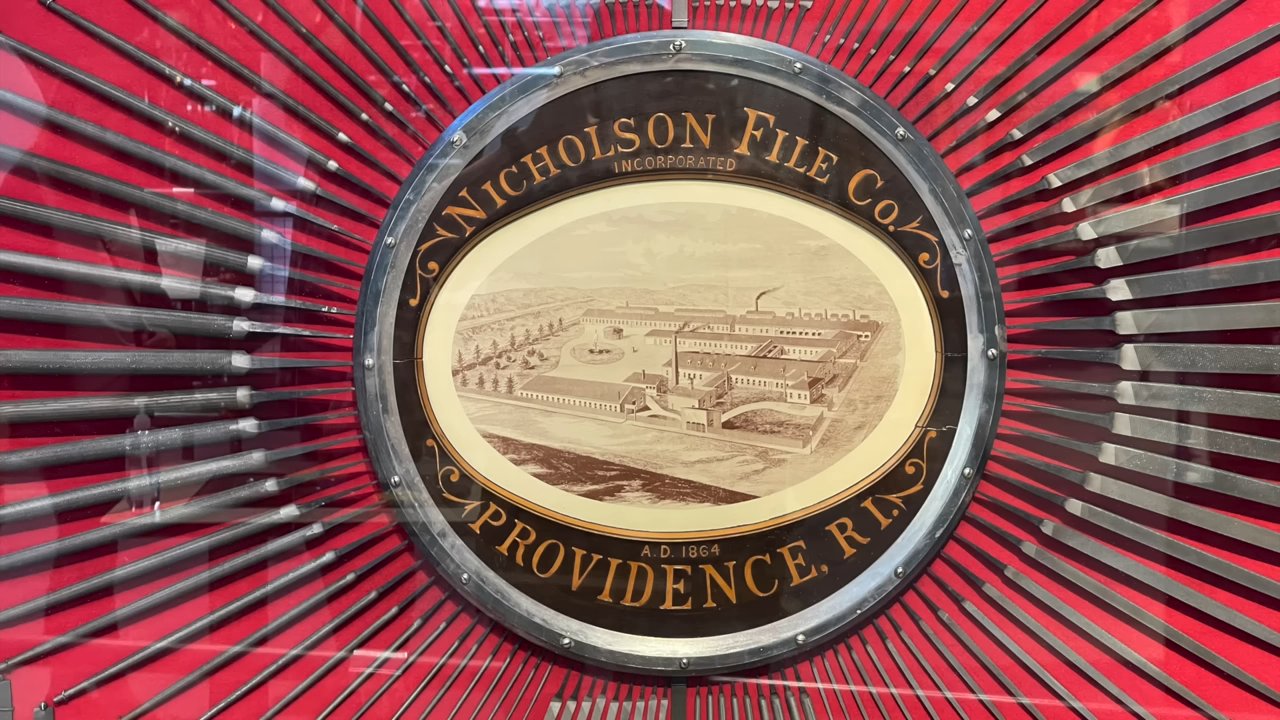 NICHOLSON FILE CO.
INCORPORATED
A.D. 1864
PROVIDENCE, R I.